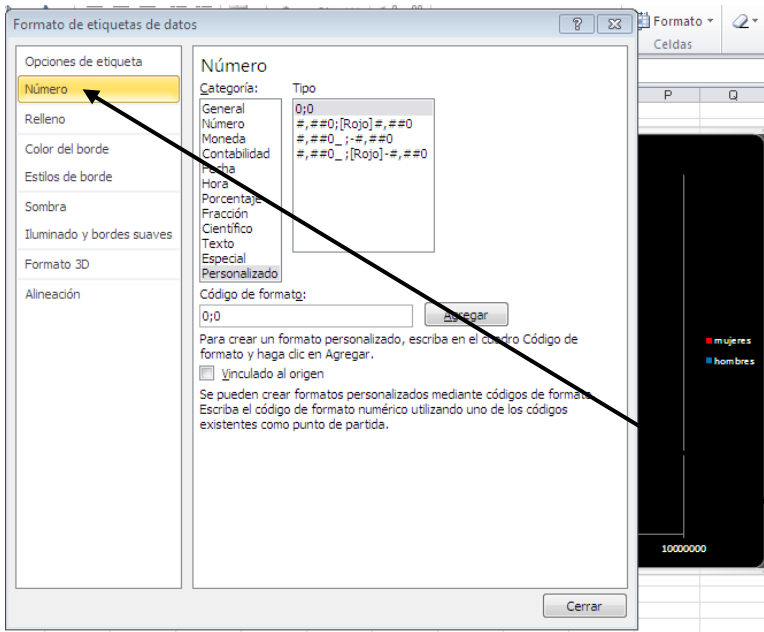 Formato de etiquetas de datos
Opciones de etiqueta
Número
Relleno
Color del borde
Estilos de borde
Sombra
Iluminado y bordes suaves
Formato 3D
Alineación
Número
Categoría:
General
Número
Moneda
Contabilidad
Fecha
Hora
Porcentaje
Fracción
Científico
Texto
Especial
Personalizado
Tipo
0;0
#,##0;[Rojo]#,##0
#,##0_;-#,##0
#,##0_;[Rojo]-#,##0
Código de formato:
0;0
Agregar
Para crear un formato personalizado, escriba en el cuadro Código de
formato y haga clic en Agregar.
Vinculado al origen
Se pueden crear formatos personalizados mediante códigos de formato.
Escriba el código de formato numérico utilizando uno de los códigos
existentes como punto de partida.
Cerrar
Formato
Celdas
P Q
mujeres
hombres
10000000